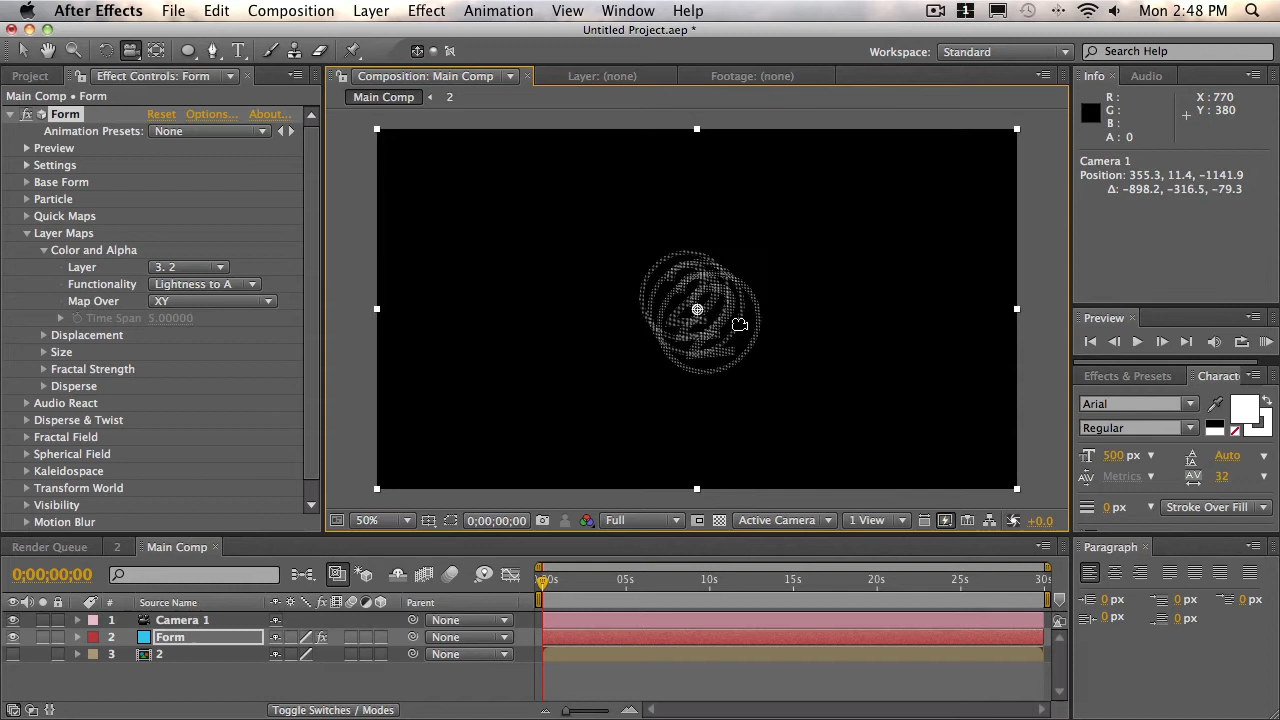 After Effects File Edit Composition Layer Effect Animation View Window Help 1 Mon 2:48 PM
Untitled Project.aep *
Workspace: Standard Search Help
Project Effect Controls: Form Composition: Main Comp Layer: (none) Footage: (none) Info Audio
Main Comp • Form Main Comp 2
R : X : 770
G : Y : 380
B :
A : 0
Form Reset Options... About...
Animation Presets: None
Preview
Settings
Base Form
Particle
Quick Maps
Layer Maps
Color and Alpha
Layer 3. 2
Functionality Lightness to A
Map Over XY
Time Span 5.00000
Displacement
Size
Fractal Strength
Disperse
Audio React
Disperse & Twist
Fractal Field
Spherical Field
Kaleidospace
Transform World
Visibility
Motion Blur
2
Camera 1
Position: 355.3, 11.4, -1141.9
Δ: -898.2, -316.5, -79.3
Preview
Effects & Presets Charact
Arial
Regular
500 px Auto
Metrics 32
0 px Stroke Over Fill
50% 0;00;00;00 Full Active Camera 1 View +0.0
Render Queue 2 Main Comp Paragraph
0;00;00;00 00s 05s 10s 15s 20s 25s 30s
# Source Name fx Parent
1 Camera 1 None
2 Form fx None
3 2 None
0 px 0 px 0 px
0 px 0 px
Toggle Switches / Modes